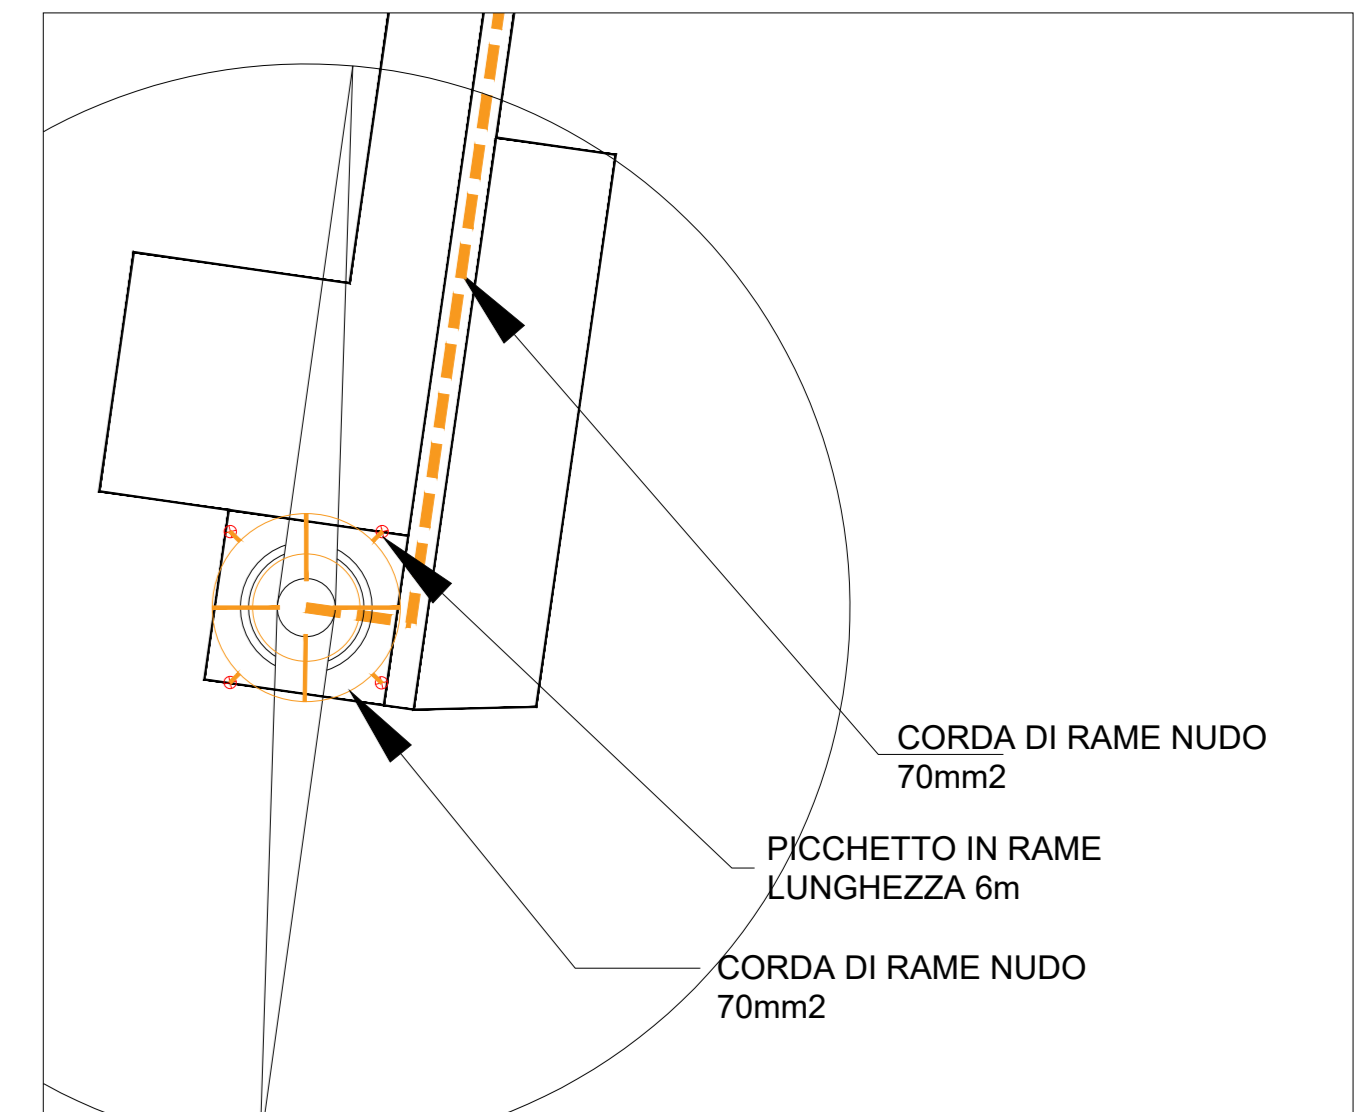 CORDA DI RAME NUDO
70mm2
PICCHETTO IN RAME
LUNGHEZZA 6m
CORDA DI RAME NUDO
70mm2